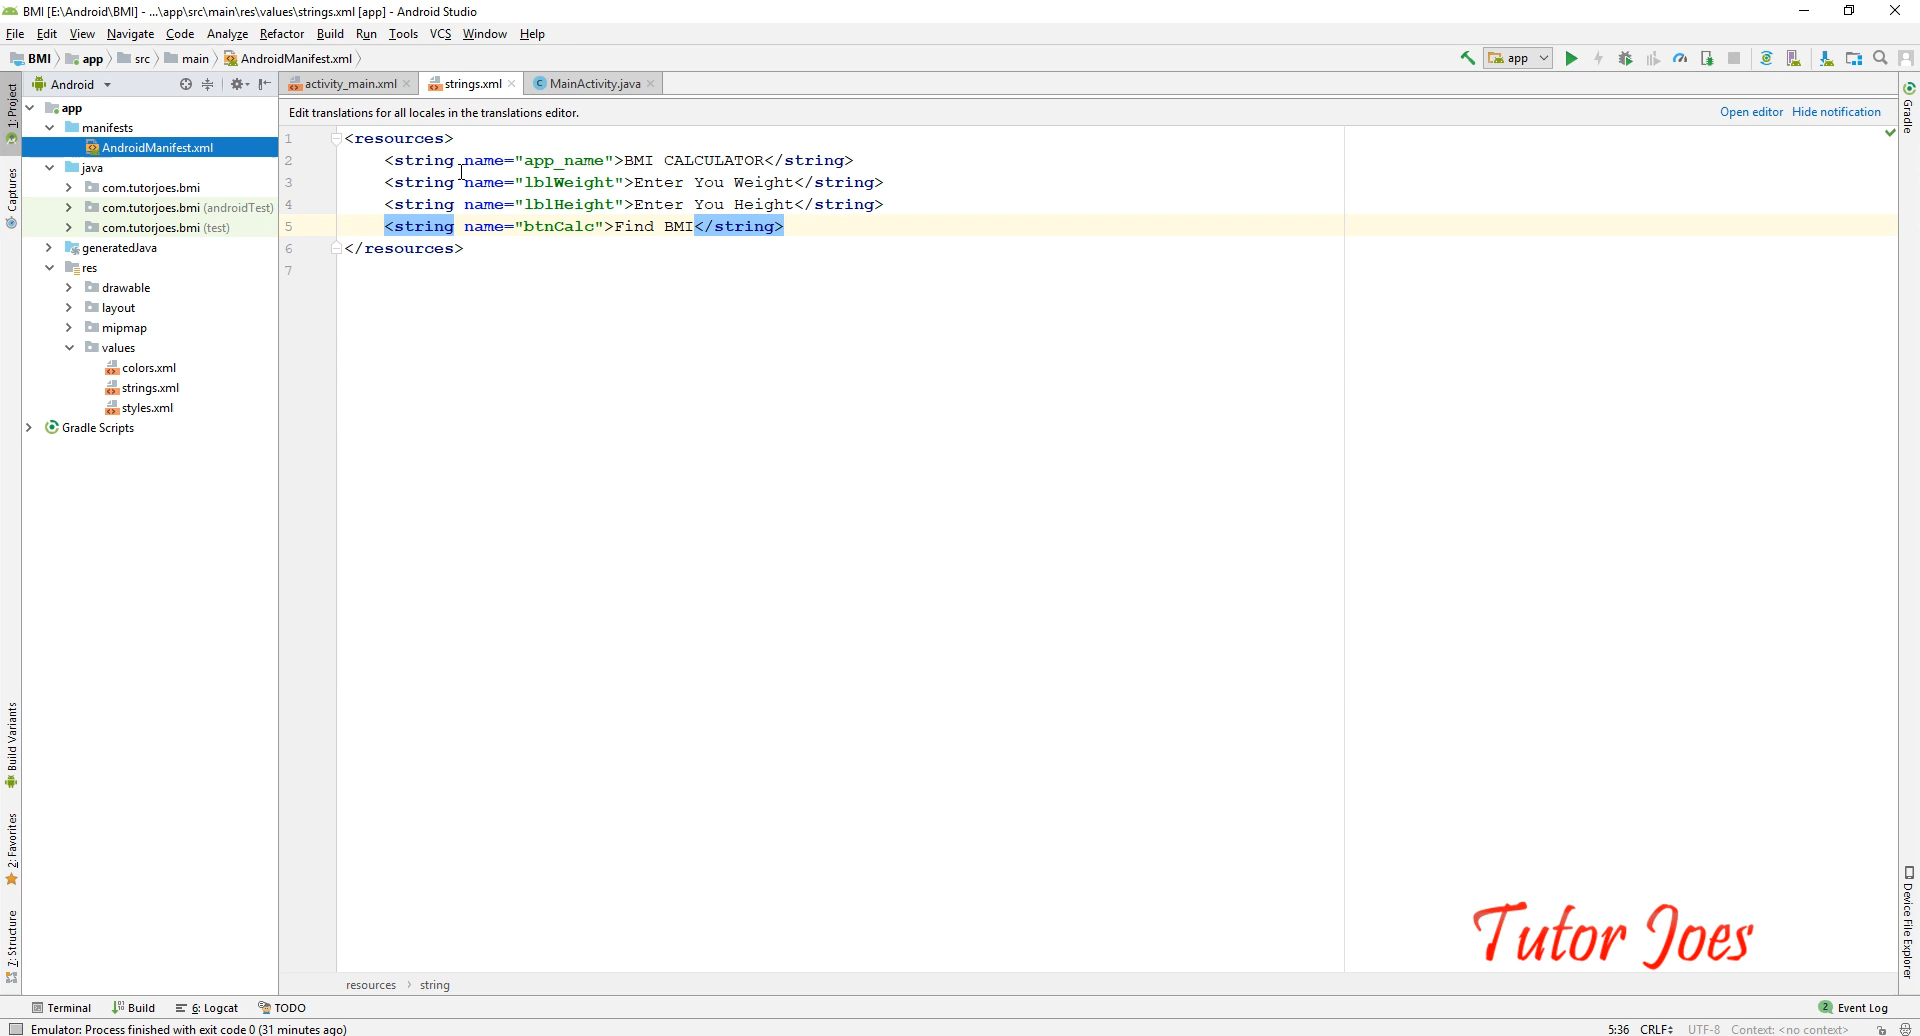 BMI [E:\Android\BMI] - ...\app\src\main\res\values\strings.xml [app] - Android Studio
File Edit View Navigate Code Analyze Refactor Build Run Tools VCS Window Help
BMI app src main AndroidManifest.xml app
Android activity_main.xml strings.xml MainActivity.java
Edit translations for all locales in the translations editor. Open editor Hide notification
1: Project
Captures
Build Variants
2: Favorites
7: Structure
app
manifests
AndroidManifest.xml
java
com.tutorjoes.bmi
com.tutorjoes.bmi (androidTest)
com.tutorjoes.bmi (test)
generatedJava
res
drawable
layout
mipmap
values
colors.xml
strings.xml
styles.xml
Gradle Scripts
1 <resources>
2 <string name="app_name">BMI CALCULATOR</string>
3 <string name="lblWeight">Enter You Weight</string>
4 <string name="lblHeight">Enter You Height</string>
5 <string name="btnCalc">Find BMI</string>
6 </resources>
7
Gradle
Device File Explorer
Tutor Joes
resources › string
Terminal Build 6: Logcat TODO 2 Event Log
Emulator: Process finished with exit code 0 (31 minutes ago) 5:36 CRLF UTF-8 Context: <no context>